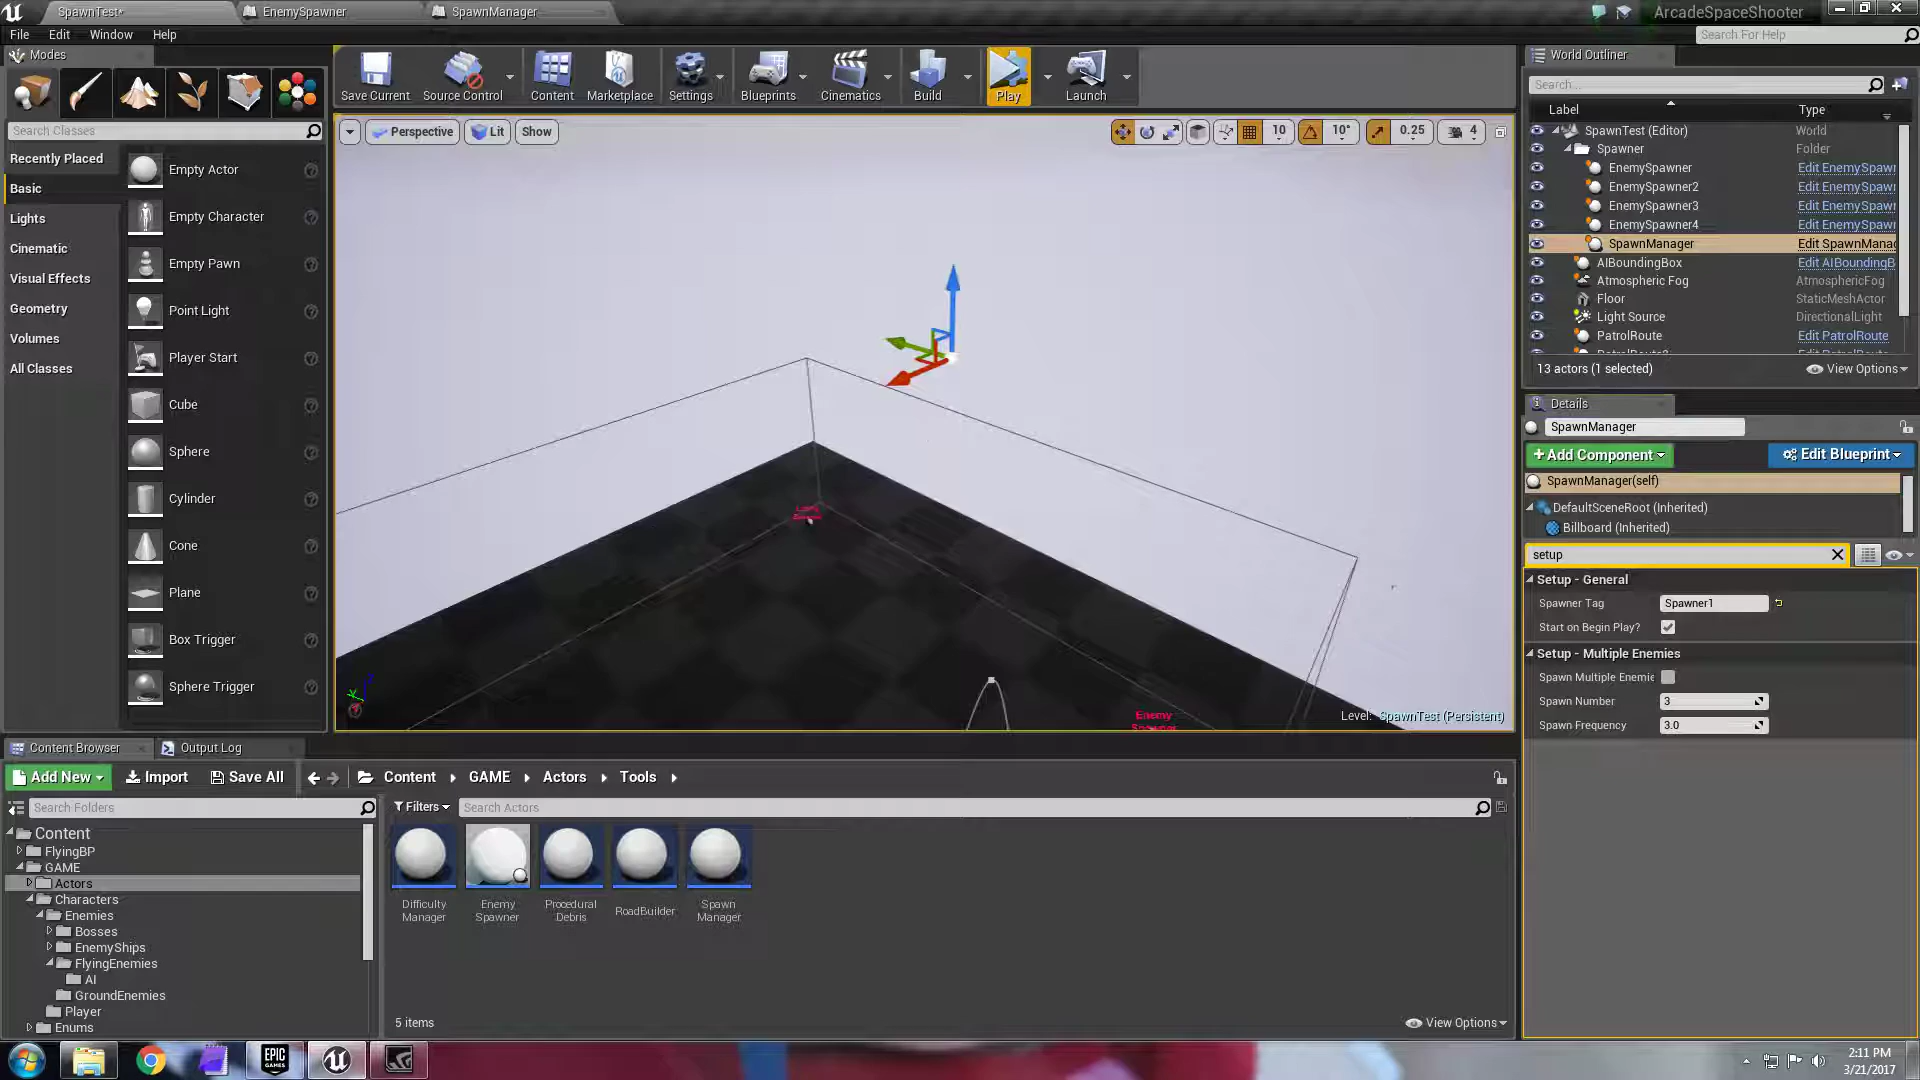 SpawnTest*
EnemySpawner
SpawnManager
ArcadeSpaceShooter
File
Edit
Window
Help
Search For Help
Modes
Search Classes
Recently Placed
Basic
Lights
Cinematic
Visual Effects
Geometry
Volumes
All Classes
Empty Actor
Empty Character
Empty Pawn
Point Light
Player Start
Cube
Sphere
Cylinder
Cone
Plane
Box Trigger
Sphere Trigger
Save Current
Source Control
Content
Marketplace
Settings
Blueprints
Cinematics
Build
Play
Launch
Perspective
Lit
Show
10
10°
0.25
4
Enemy
Level: SpawnTest (Persistent)
World Outliner
Search...
Label
Type
SpawnTest (Editor)
World
Spawner
Folder
EnemySpawner
Edit EnemySpawn
EnemySpawner2
Edit EnemySpawn
EnemySpawner3
Edit EnemySpawn
EnemySpawner4
Edit EnemySpawn
SpawnManager
Edit SpawnManag
AIBoundingBox
Edit AIBoundingB
Atmospheric Fog
AtmosphericFog
Floor
StaticMeshActor
Light Source
DirectionalLight
PatrolRoute
Edit PatrolRoute
13 actors (1 selected)
View Options
Details
SpawnManager
+Add Component
Edit Blueprint
SpawnManager(self)
DefaultSceneRoot (Inherited)
Billboard (Inherited)
setup
Setup - General
Spawner Tag
Spawner1
Start on Begin Play?
Setup - Multiple Enemies
Spawn Multiple Enemie
Spawn Number
3
Spawn Frequency
3.0
Content Browser
Output Log
Add New
Import
Save All
Content
GAME
Actors
Tools
Search Folders
Filters
Search Actors
Content
FlyingBP
GAME
Actors
Characters
Enemies
Bosses
EnemyShips
FlyingEnemies
AI
GroundEnemies
Player
Enums
Difficulty
Manager
Enemy
Spawner
Procedural
Debris
RoadBuilder
Spawn
Manager
5 items
View Options
EPIC
GAMES
2:11 PM
3/21/2017